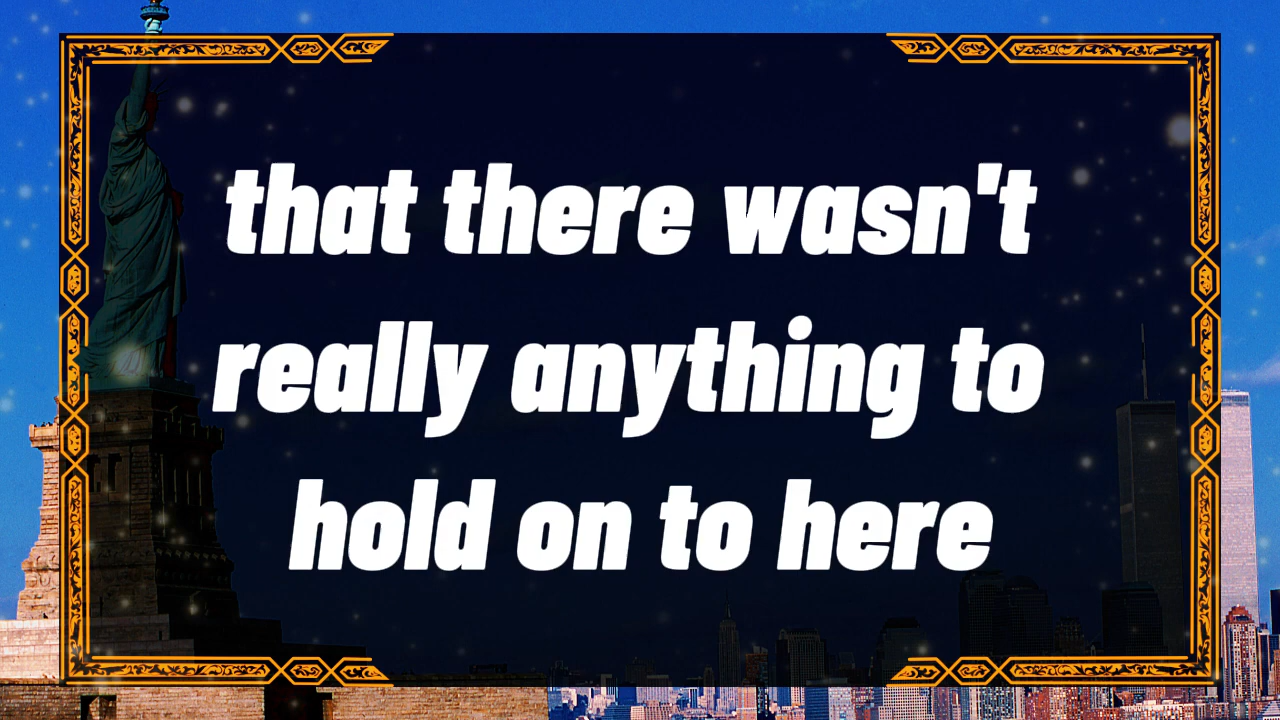 that there wasn't
really anything to
hold on to here